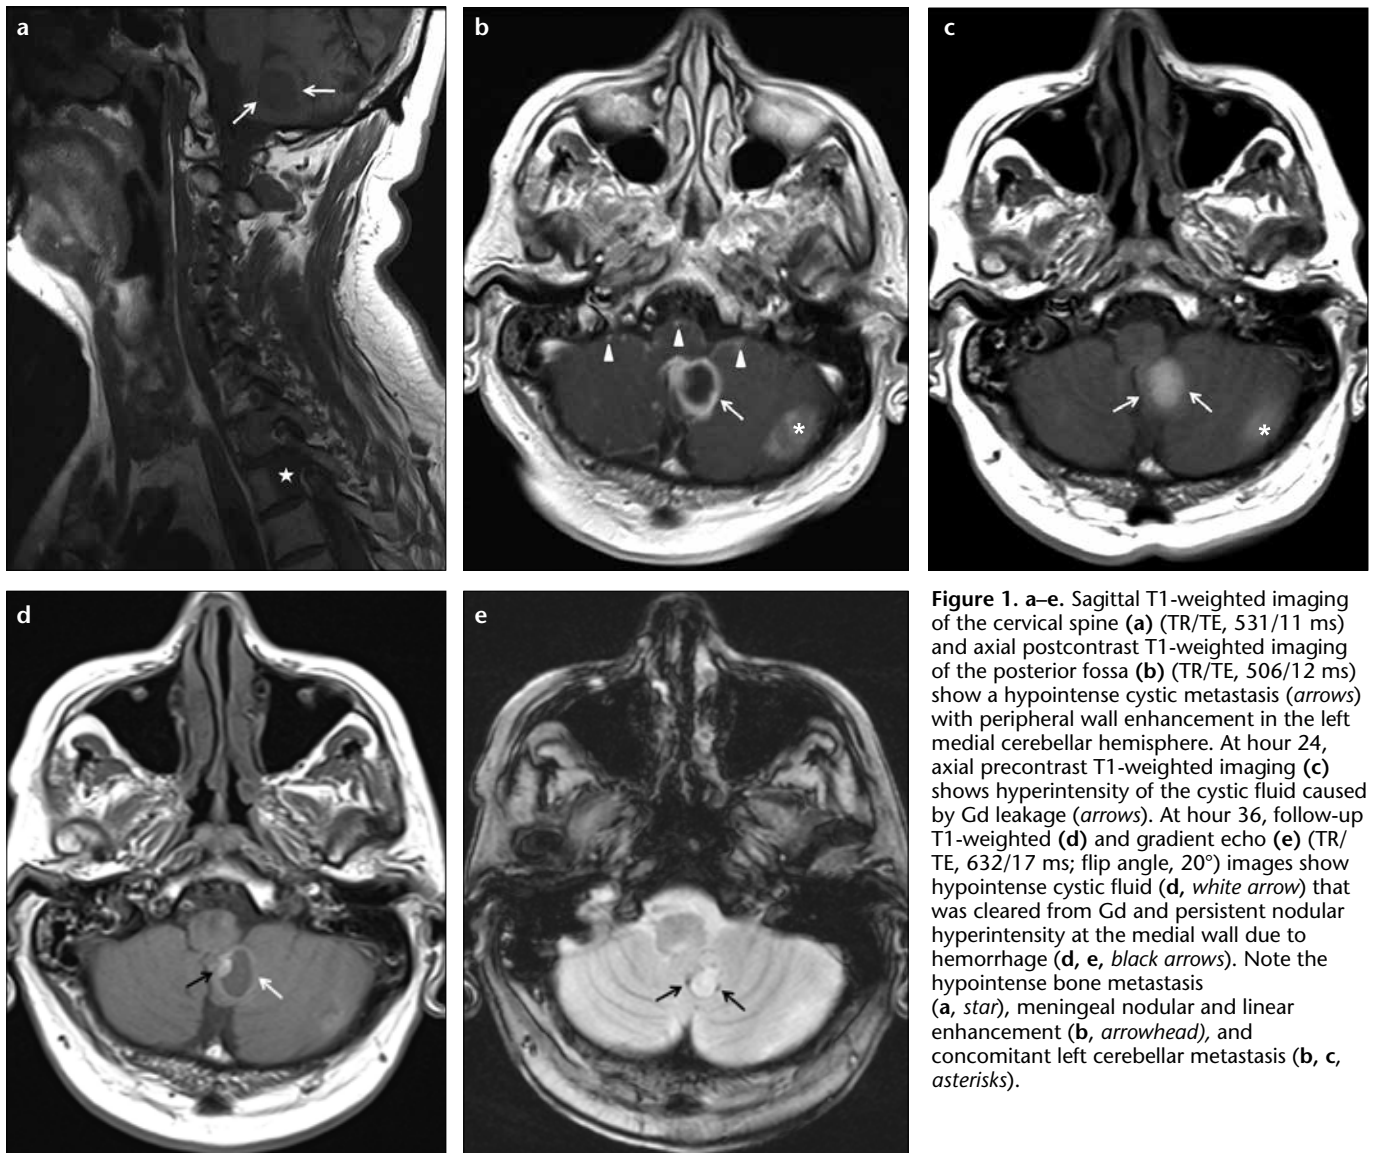 a
b
c
d
e
Figure 1. a–e. Sagittal T1-weighted imaging
of the cervical spine (a) (TR/TE, 531/11 ms)
and axial postcontrast T1-weighted imaging
of the posterior fossa (b) (TR/TE, 506/12 ms)
show a hypointense cystic metastasis (arrows)
with peripheral wall enhancement in the left
medial cerebellar hemisphere. At hour 24,
axial precontrast T1-weighted imaging (c)
shows hyperintensity of the cystic fluid caused
by Gd leakage (arrows). At hour 36, follow-up
T1-weighted (d) and gradient echo (e) (TR/
TE, 632/17 ms; flip angle, 20°) images show
hypointense cystic fluid (d, white arrow) that
was cleared from Gd and persistent nodular
hyperintensity at the medial wall due to
hemorrhage (d, e, black arrows). Note the
hypointense bone metastasis
(a, star), meningeal nodular and linear
enhancement (b, arrowhead), and
concomitant left cerebellar metastasis (b, c,
asterisks).